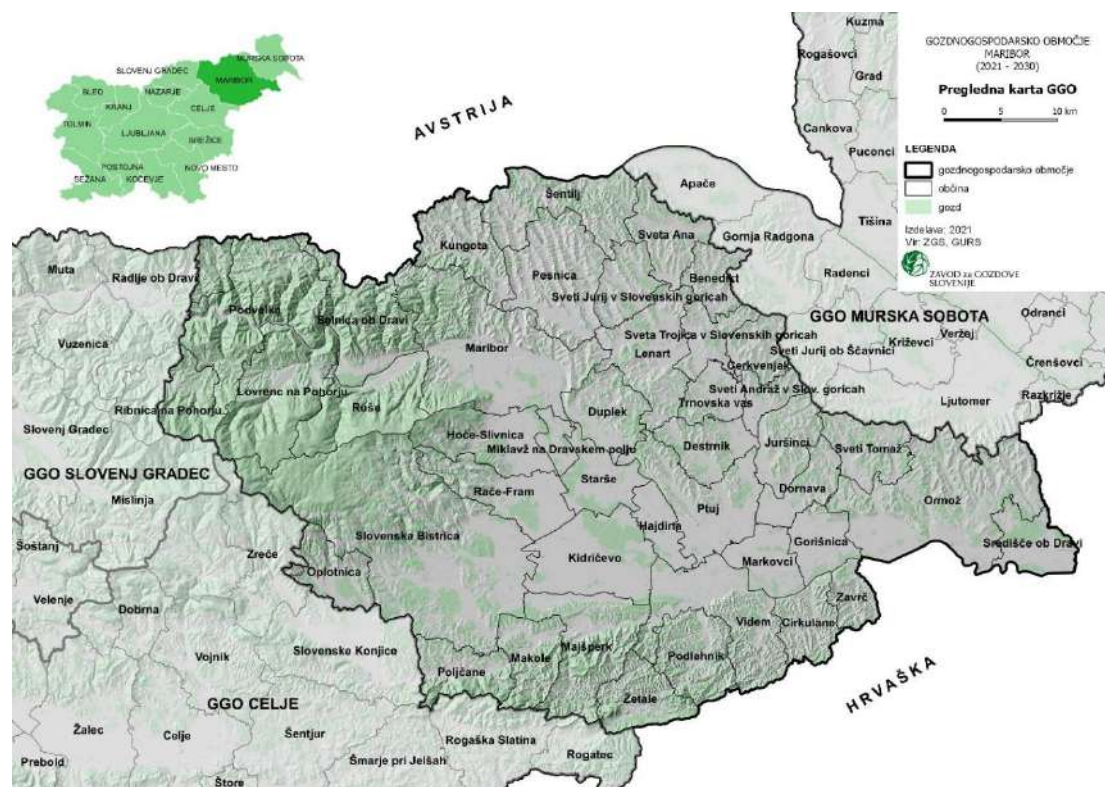 MURSKA SOBOTA
SLOVENJ GRADEC
MARIBOR
BLED
NAZARJE
KRANJ
CELJE
TOLMIN
LJUBLJANA
BREŽICE
POSTOJNA
NOVO MESTO
SEŽANA
KOČEVJE
GOZDNOGOSPODARSKO OBMOČJE
MARIBOR
(2021 - 2030)
Pregledna karta GGO
0 5 10 km
LEGENDA
gozdnogospodarsko območje
občina
gozd
Izdelava: 2021
Vir: ZGS, GURS
ZAVOD za GOZDOVE
SLOVENIJE
AVSTRIJA
Kuzma
Rogašovci
Grad
Cankova
Puconci
Tišina
Apače
Šentilj
Gornja Radgona
Sveta Ana
Kungota
Muta
Radlje ob Dravi
Pesnica
Benedikt
Radenci
Sveti Jurij v Slovenskih goricah
Podvelka
Selnica ob Dravi
GGO MURSKA SOBOTA
Odranci
Vuzenica
Sveta Trojica v Slovenskih goricah
Veržej
Križevci
Maribor
Lenart
Sveti Jurij ob Ščavnici
Črenšovci
Cerkvenjak
Lovrenc na Pohorju
Sveti Andraž v Slov. goricah
Razkrižje
Ribnica na Pohorju
Ruše
Trnovska vas
Ljutomer
Duplek
Slovenj Gradec
Hoče-Slivnica
Destrnik
Juršinci
Sveti Tomaž
Miklavž na Dravskem polju
GGO SLOVENJ GRADEC
Starše
Mislinja
Rače-Fram
Dornava
Ormož
Ptuj
Hajdina
Slovenska Bistrica
Gorišnica
Središče ob Dravi
Šoštanj
Zreče
Kidričevo
Markovci
Oplotnica
Velenje
Zavrč
Dobrna
Videm
Cirkulane
Vojnik
Slovenske Konjice
Majšperk
Makole
Podlehnik
Poljčane
HRVAŠKA
Žetale
GGO CELJE
Žalec
Celje
Šentjur
Rogaška Slatina
Rogatec
Prebold
Šmarje pri Jelšah
Štore